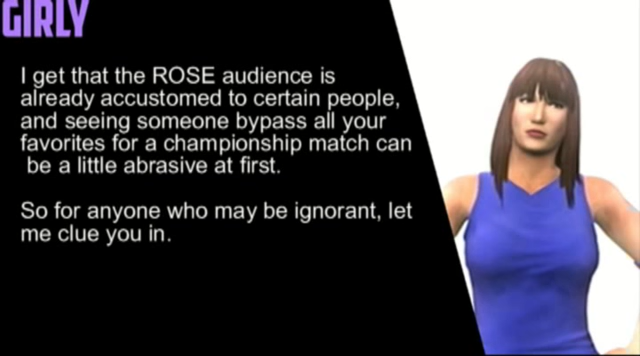 GIRLY
I get that the ROSE audience is
already accustomed to certain people,
and seeing someone bypass all your
favorites for a championship match can
be a little abrasive at first.
So for anyone who may be ignorant, let
me clue you in.